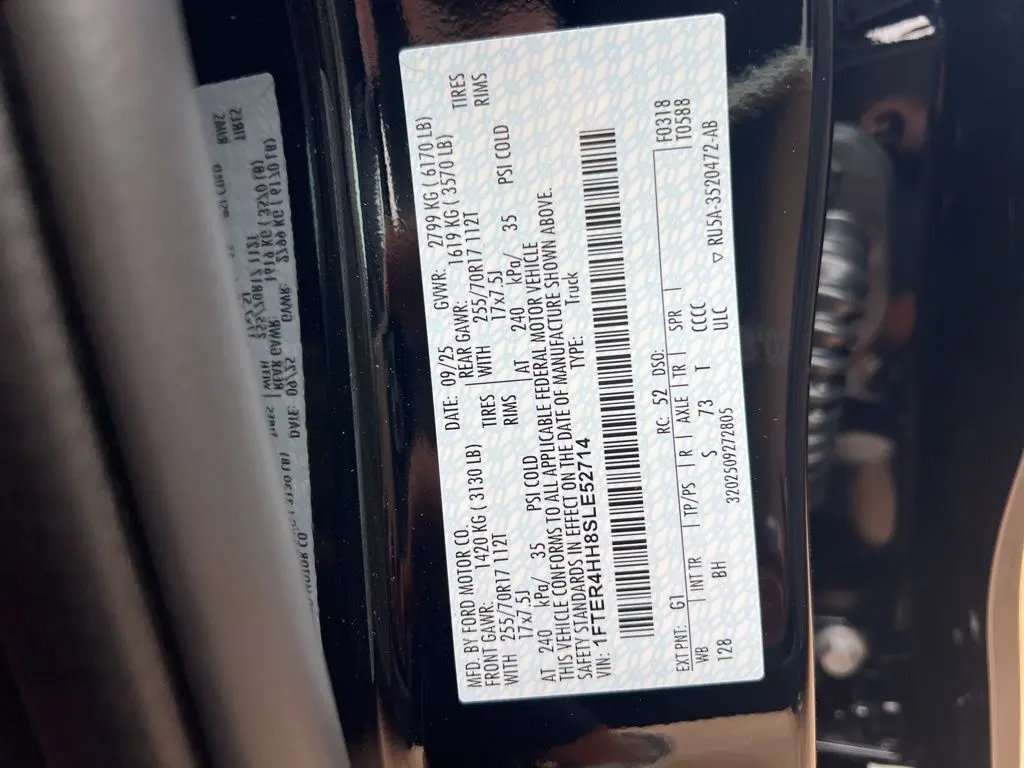 MFD. BY FORD MOTOR CO.
DATE: 09/25 GVWR: 2799 KG ( 6170 LB)
FRONT GAWR: 1420 KG ( 3130 LB)
REAR GAWR: 1619 KG ( 3570 LB)
WITH 255/70R17 112T TIRES
WITH 255/70R17 112T TIRES
17x7.5J RIMS
17x7.5J RIMS
AT 240 kPa/ 35 PSI COLD
AT 240 kPa/ 35 PSI COLD
THIS VEHICLE CONFORMS TO ALL APPLICABLE FEDERAL MOTOR VEHICLE
SAFETY STANDARDS IN EFFECT ON THE DATE OF MANUFACTURE SHOWN ABOVE.
VIN: 1FTER4HH8SLE52714
TYPE: Truck
F0318
T0588
EXT PNT: G1 RC: 52 DSO:
WB | INT TR | TP/PS | R | AXLE | TR | SPR |
128 BH S 73 T CCCC
3202509272805 ULC
▽ RU5A-3520472-AB